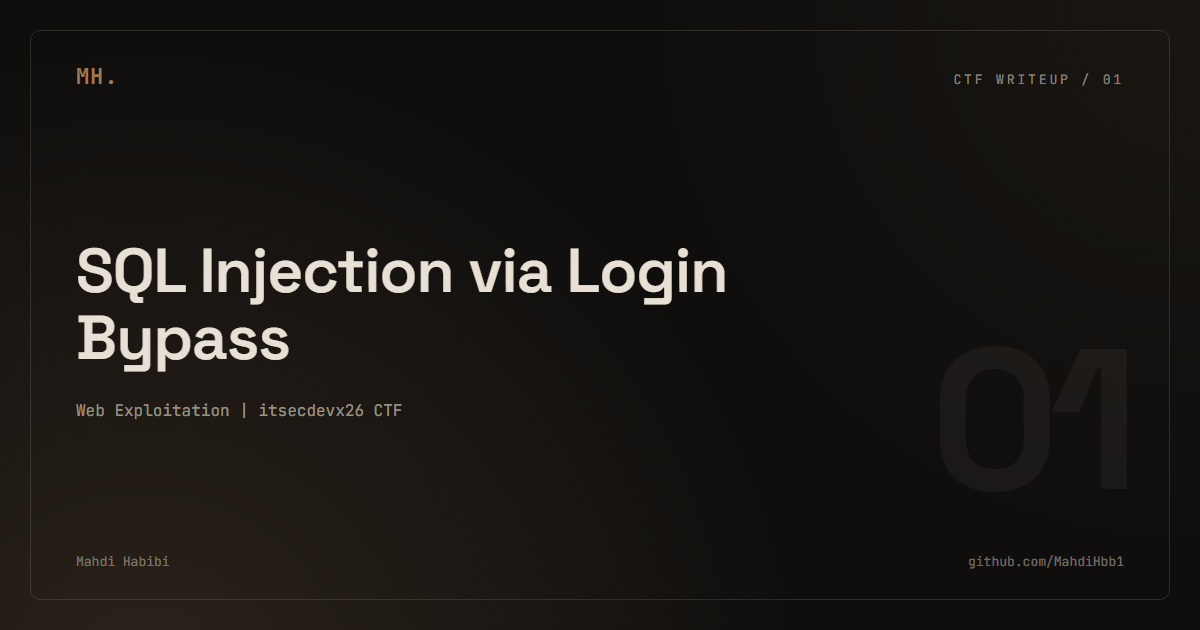 MH.
CTF WRITEUP / 01
SQL Injection via Login
Bypass
Web Exploitation | itsecdevx26 CTF
01
Mahdi Habibi
github.com/MahdiHbb1